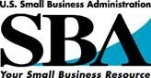 U.S. Small Business Administration
SBA
Your Small Business Resource